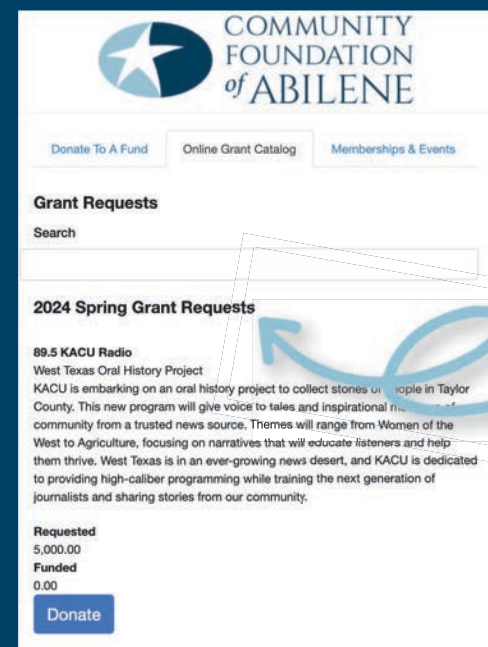 COMMUNITY
FOUNDATION
of ABILENE
Donate To A Fund
Online Grant Catalog
Memberships & Events
Grant Requests
Search
2024 Spring Grant Requests
89.5 KACU Radio
West Texas Oral History Project
KACU is embarking on an oral history project to collect stories of people in Taylor
County. This new program will give voice to tales and inspirational of
community from a trusted news source. Themes will range from Women of the
West to Agriculture, focusing on narratives that will educate listeners and help
them thrive. West Texas is in an ever-growing news desert, and KACU is dedicated
to providing high-caliber programming while training the next generation of
journalists and sharing stories from our community.
Requested
5,000.00
Funded
0.00
Donate